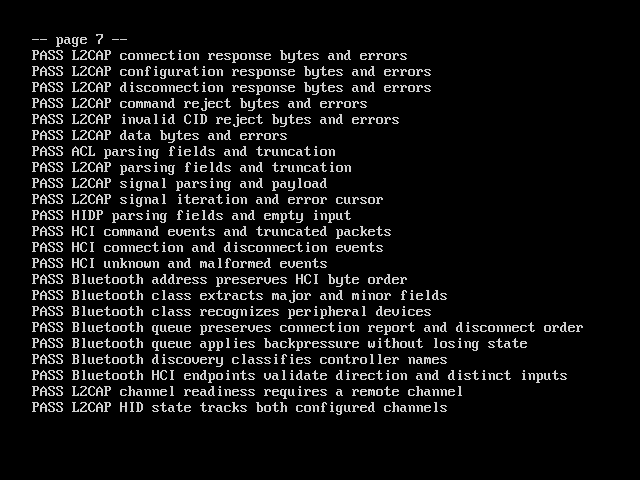 -- page 7 --
PASS L2CAP connection response bytes and errors
PASS L2CAP configuration response bytes and errors
PASS L2CAP disconnection response bytes and errors
PASS L2CAP command reject bytes and errors
PASS L2CAP invalid CID reject bytes and errors
PASS L2CAP data bytes and errors
PASS ACL parsing fields and truncation
PASS L2CAP parsing fields and truncation
PASS L2CAP signal parsing and payload
PASS L2CAP signal iteration and error cursor
PASS HIDP parsing fields and empty input
PASS HCI command events and truncated packets
PASS HCI connection and disconnection events
PASS HCI unknown and malformed events
PASS Bluetooth address preserves HCI byte order
PASS Bluetooth class extracts major and minor fields
PASS Bluetooth class recognizes peripheral devices
PASS Bluetooth queue preserves connection report and disconnect order
PASS Bluetooth queue applies backpressure without losing state
PASS Bluetooth discovery classifies controller names
PASS Bluetooth HCI endpoints validate direction and distinct inputs
PASS L2CAP channel readiness requires a remote channel
PASS L2CAP HID state tracks both configured channels